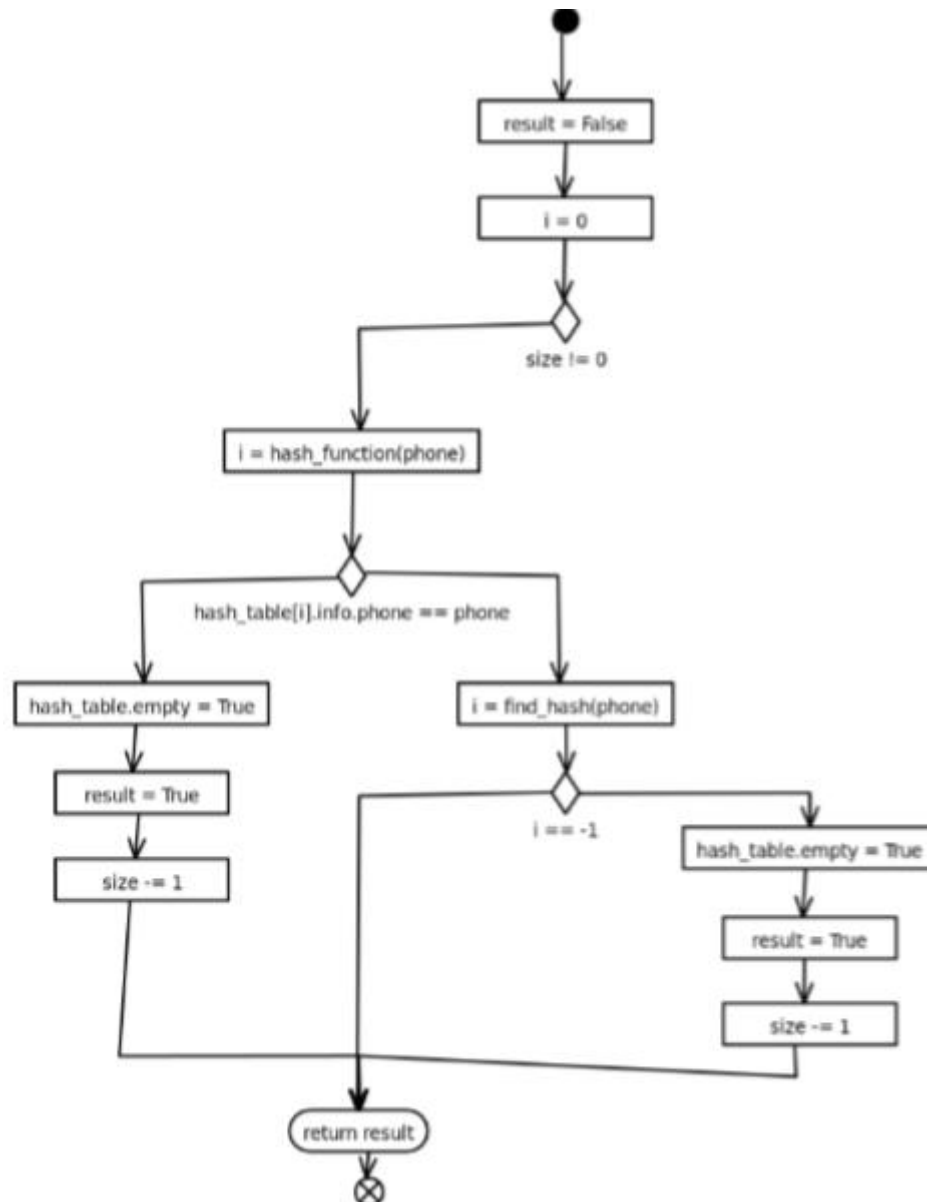 result = False
i = 0
size != 0
i = hash_function(phone)
hash_table[i].info.phone == phone
hash_table.empty = True
i = find_hash(phone)
result = True
i == -1
hash_table.empty = True
size -= 1
result = True
size -= 1
return result